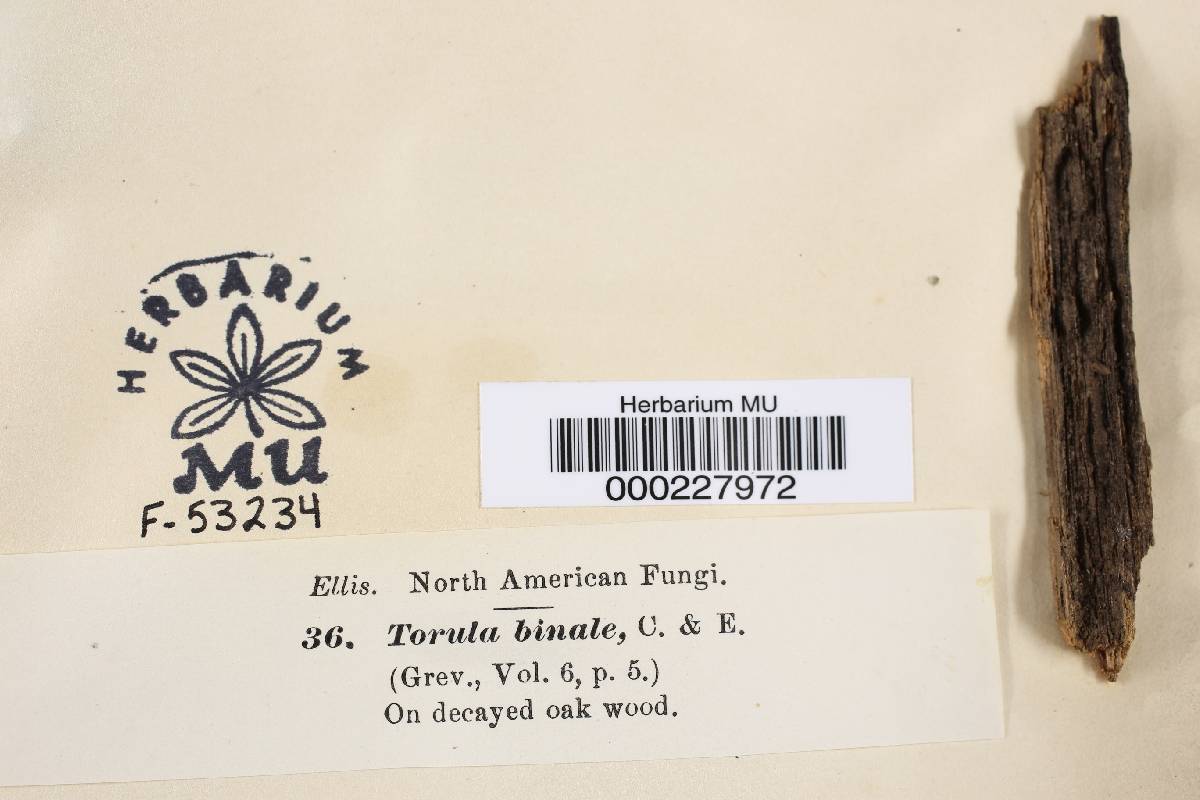 HERBARIUM
MU
F-53234
Herbarium MU
000227972
Ellis. North American Fungi.
36. Torula binale, C. & E.
(Grev., Vol. 6, p. 5.)
On decayed oak wood.